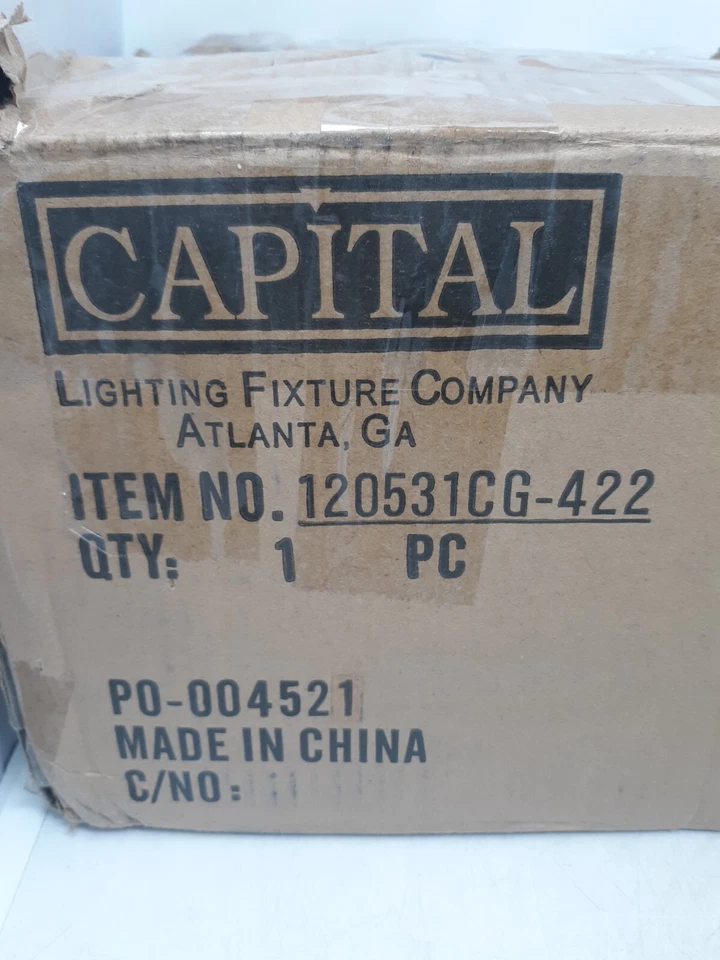 CAPITAL
LIGHTING FIXTURE COMPANY
ATLANTA, GA
ITEM NO. 120531CG-422
QTY: 1 PC
PO-004521
MADE IN CHINA
C/NO: